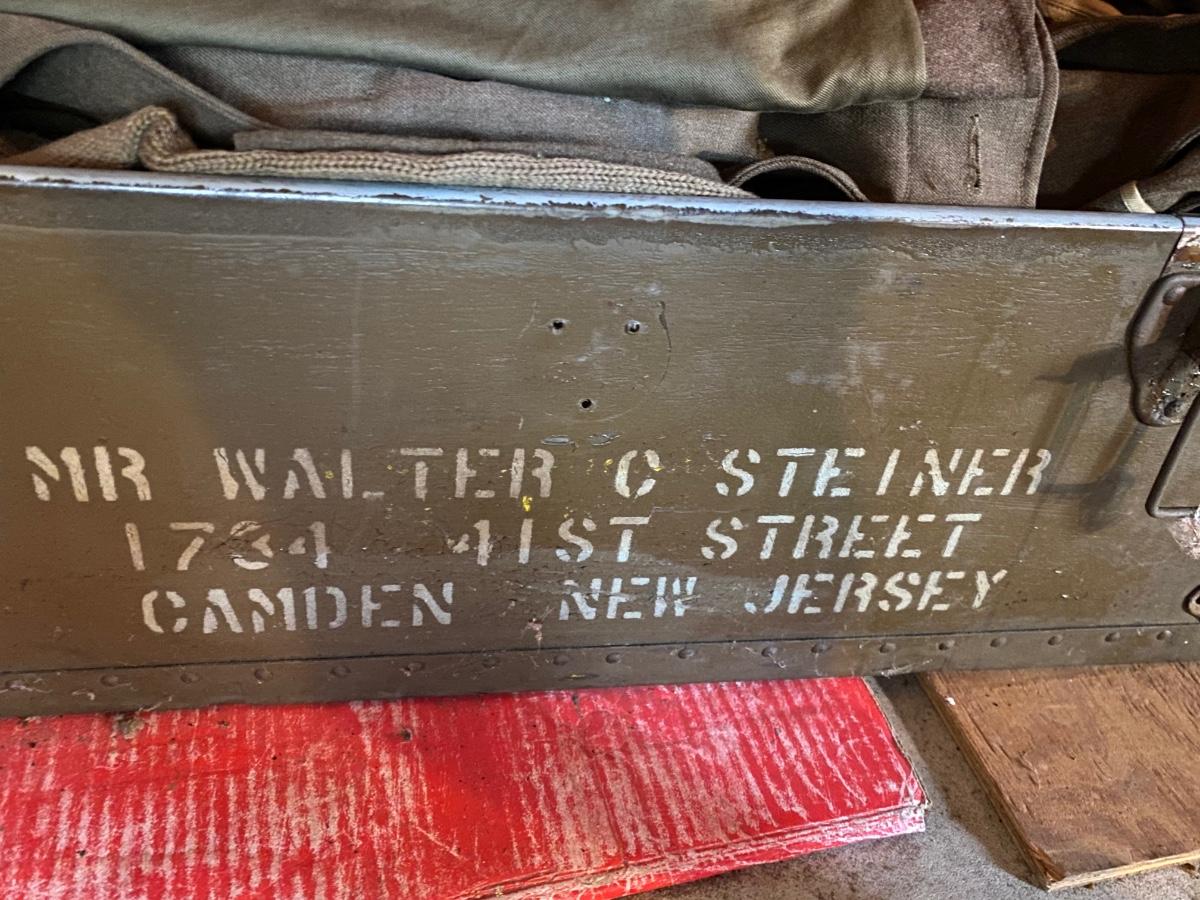 MR WALTER C STEINER
1734 41ST STREET
CAMDEN NEW JERSEY